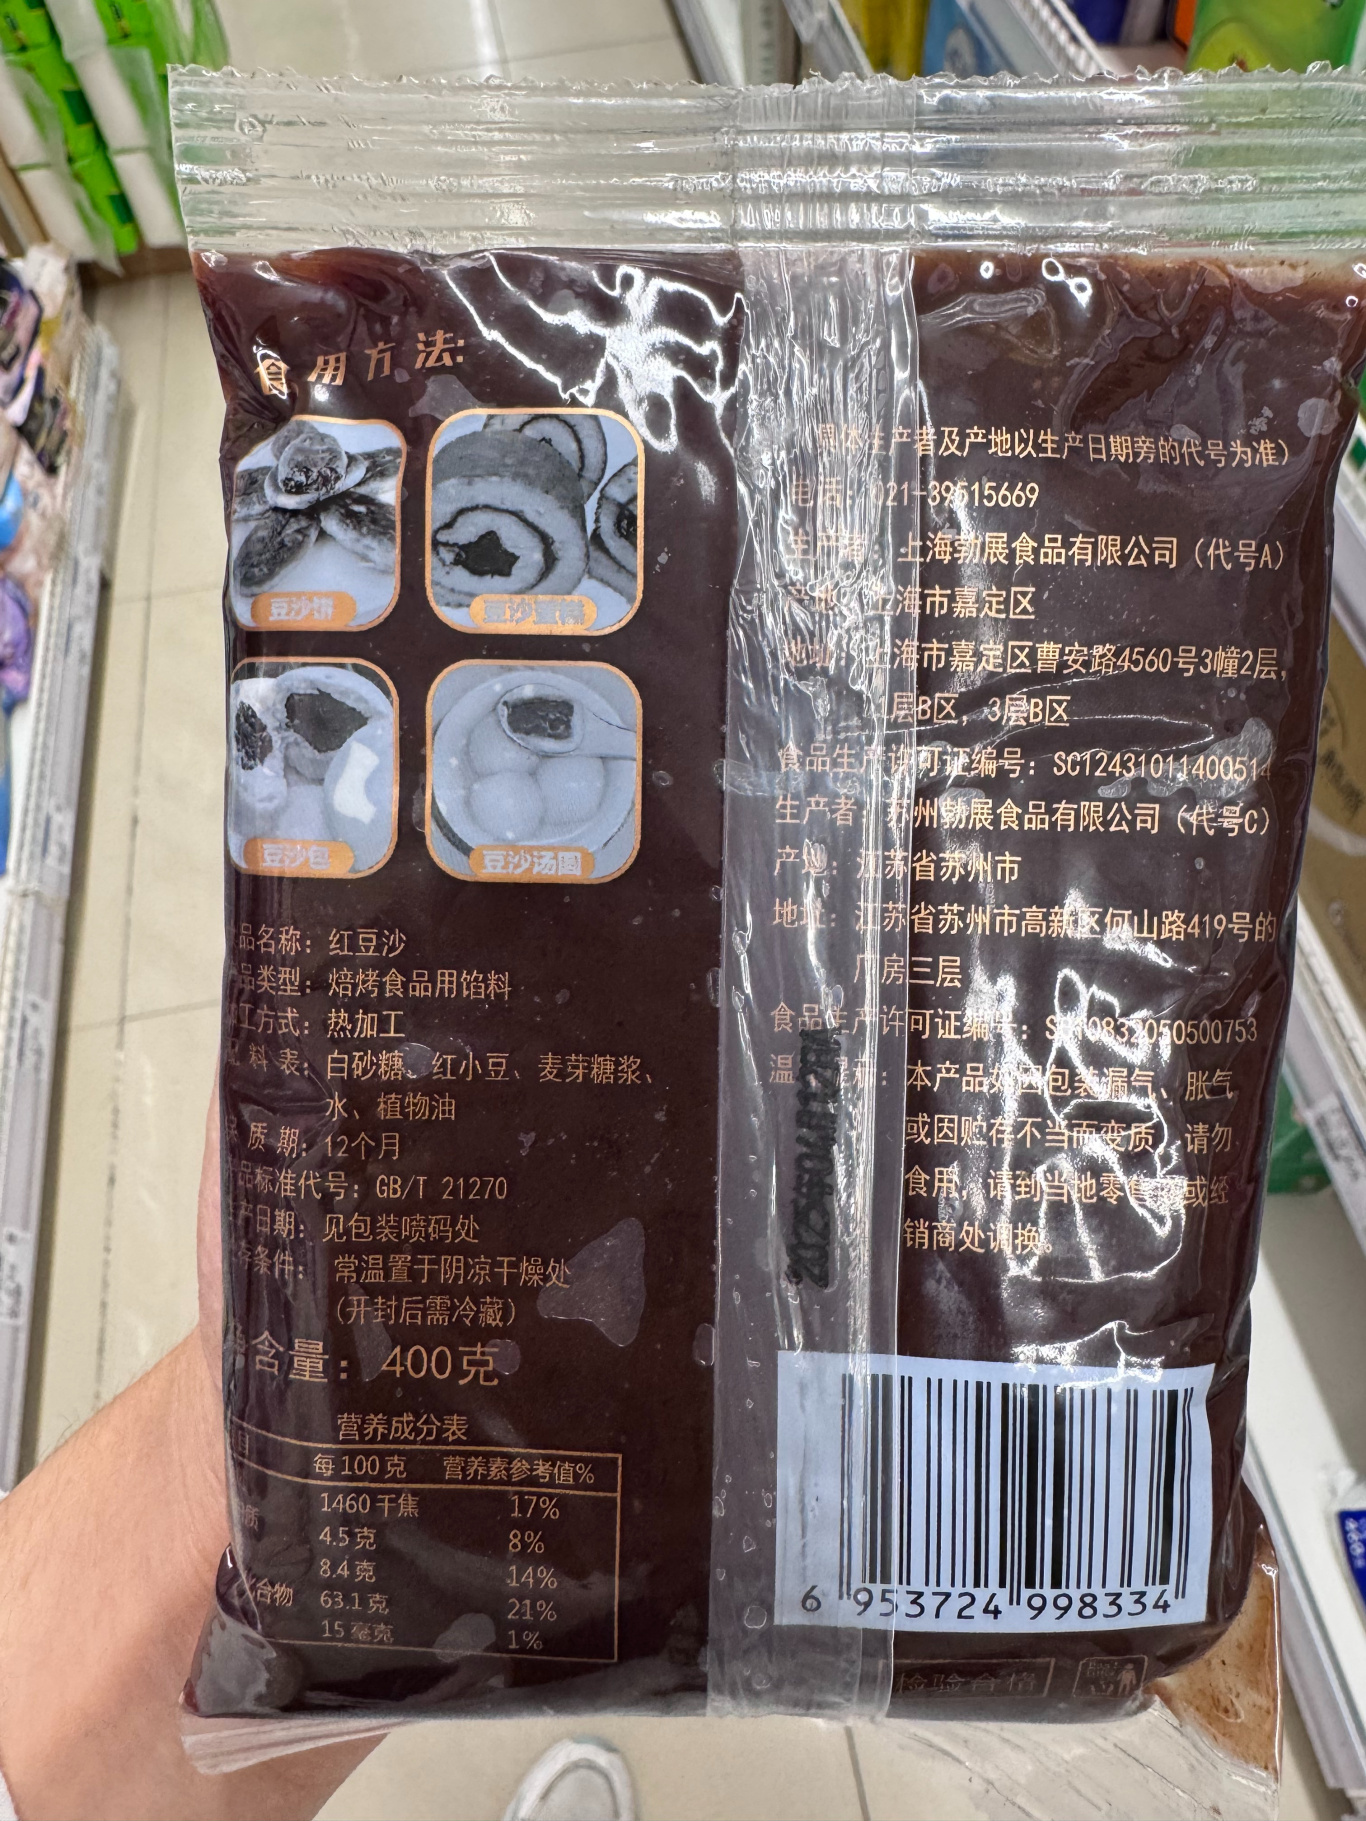 食用方法:
豆沙饼
豆沙蛋糕
豆沙包
豆沙汤圆
品名称: 红豆沙
品类型: 焙烤食品用馅料
工方式: 热加工
配料表: 白砂糖、红小豆、麦芽糖浆、
水、植物油
保质期: 12个月
品标准代号: GB/T 21270
产日期: 见包装喷码处
存条件: 常温置于阴凉干燥处
(开封后需冷藏)
含量: 400克
营养成分表
目 每100克 营养素参考值%
1460千焦 17%
质 4.5克 8%
8.4克 14%
化合物 63.1克 21%
15毫克 1%
具体生产者及产地以生产日期旁的代号为准)
电话: 021-39515669
生产者: 上海勃展食品有限公司 (代号A)
产地: 上海市嘉定区
地址: 上海市嘉定区曹安路4560号3幢2层,
1层B区, 3层B区
食品生产许可证编号: SC12431011400514
生产者: 苏州勃展食品有限公司 (代号C)
产地: 江苏省苏州市
地址: 江苏省苏州市高新区何山路419号的
厂房三层
食品生产许可证编号: SC10832050500753
温 提示: 本产品如因包装漏气、胀气
或因贮存不当而变质, 请勿
食用, 请到当地零售 或经
销商处调换。
6 953724 998334
检验合格